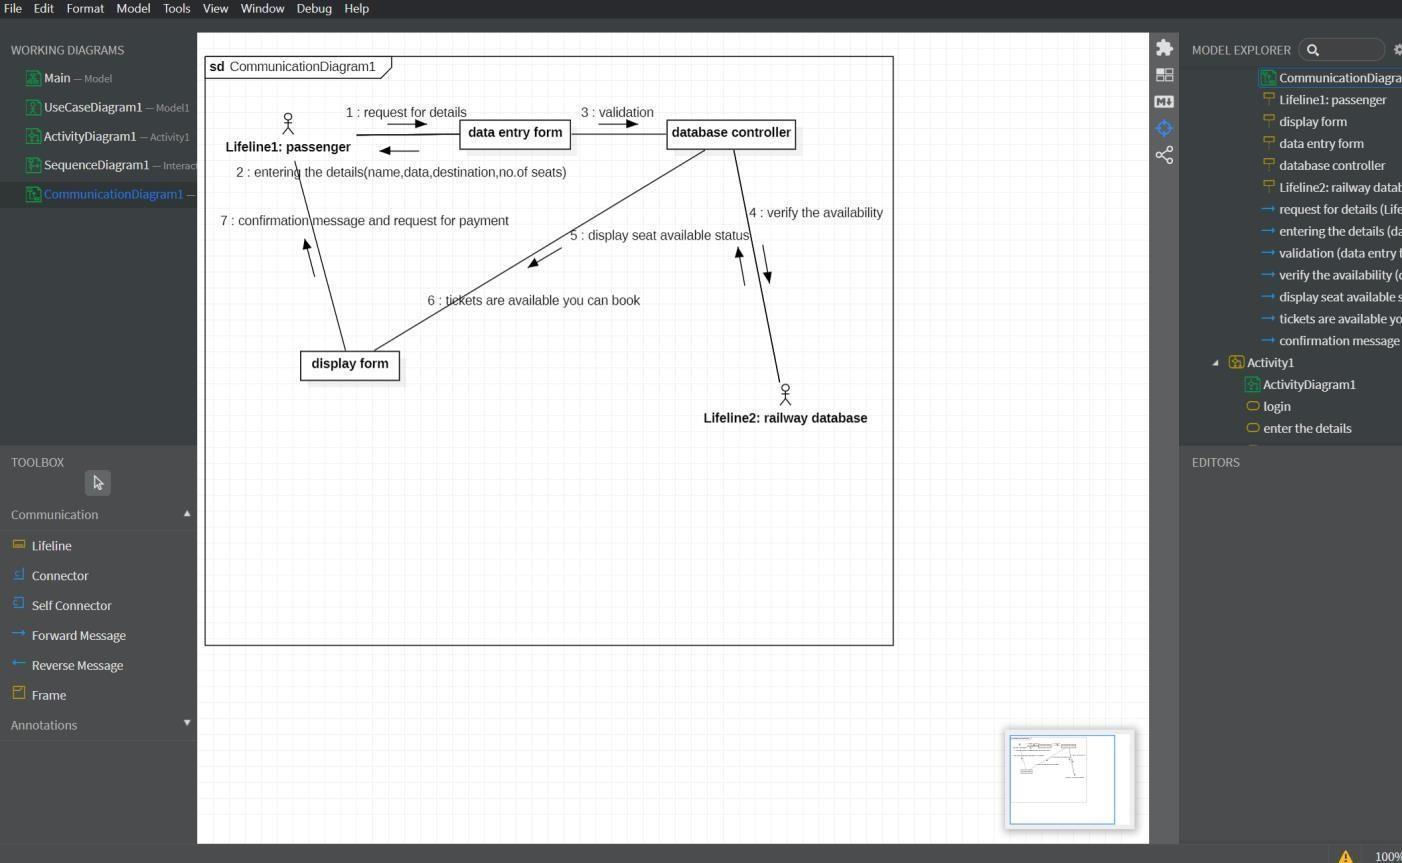 File Edit Format Model Tools View Window Debug Help
WORKING DIAGRAMS
Main — Model
UseCaseDiagram1 — Model1
ActivityDiagram1 — Activity1
SequenceDiagram1 — Interac
CommunicationDiagram1 —
TOOLBOX
Communication
Lifeline
Connector
Self Connector
Forward Message
Reverse Message
Frame
Annotations
sd CommunicationDiagram1
1 : request for details
3 : validation
data entry form
database controller
Lifeline1: passenger
2 : entering the details(name,data,destination,no.of seats)
7 : confirmation message and request for payment
4 : verify the availability
5 : display seat available status
6 : tickets are available you can book
display form
Lifeline2: railway database
M
MODEL EXPLORER
CommunicationDiagra
Lifeline1: passenger
display form
data entry form
database controller
Lifeline2: railway datab
request for details (Life
entering the details (da
validation (data entry f
verify the availability (c
display seat available s
tickets are available yo
confirmation message
Activity1
ActivityDiagram1
login
enter the details
EDITORS
100%